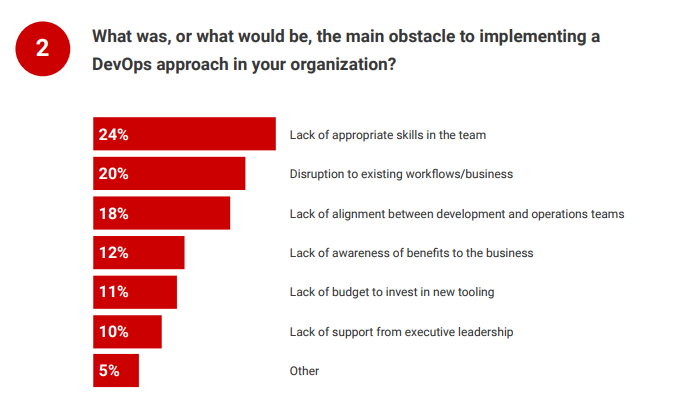 2
What was, or what would be, the main obstacle to implementing a
DevOps approach in your organization?
24% Lack of appropriate skills in the team
20% Disruption to existing workflows/business
18% Lack of alignment between development and operations teams
12% Lack of awareness of benefits to the business
11% Lack of budget to invest in new tooling
10% Lack of support from executive leadership
5% Other